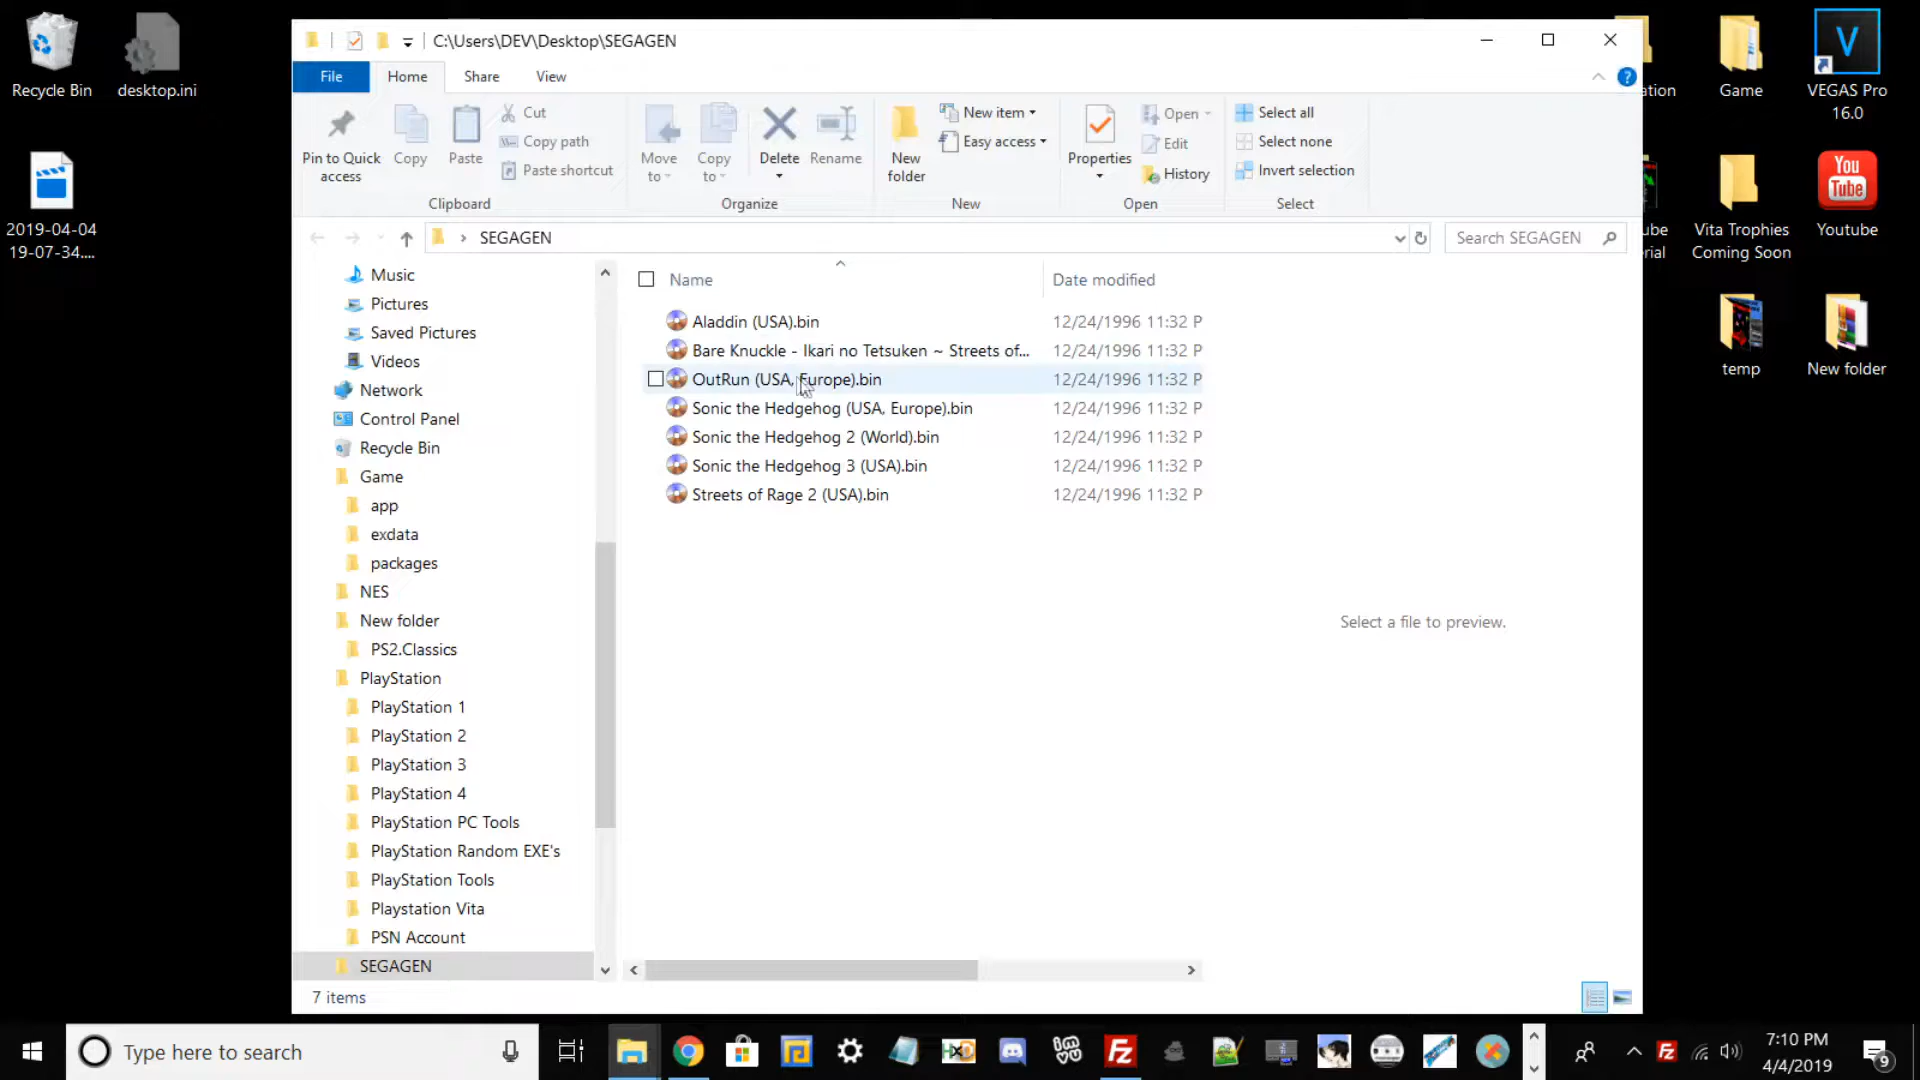 Recycle Bin
desktop.ini
2019-04-04
19-07-34....
C:\Users\DEV\Desktop\SEGAGEN
File
Home
Share
View
Pin to Quick
access
Copy
Paste
Cut
Copy path
Paste shortcut
Clipboard
Move
to
Copy
to
Delete
Rename
Organize
New
folder
New item
Easy access
New
Properties
Open
Edit
History
Open
Select all
Select none
Invert selection
Select
SEGAGEN
Search SEGAGEN
Music
Pictures
Saved Pictures
Videos
Network
Control Panel
Recycle Bin
Game
app
exdata
packages
NES
New folder
PS2.Classics
PlayStation
PlayStation 1
PlayStation 2
PlayStation 3
PlayStation 4
PlayStation PC Tools
PlayStation Random EXE's
PlayStation Tools
Playstation Vita
PSN Account
SEGAGEN
Name
Date modified
Aladdin (USA).bin
12/24/1996 11:32 P
Bare Knuckle - Ikari no Tetsuken ~ Streets of...
12/24/1996 11:32 P
OutRun (USA, Europe).bin
12/24/1996 11:32 P
Sonic the Hedgehog (USA, Europe).bin
12/24/1996 11:32 P
Sonic the Hedgehog 2 (World).bin
12/24/1996 11:32 P
Sonic the Hedgehog 3 (USA).bin
12/24/1996 11:32 P
Streets of Rage 2 (USA).bin
12/24/1996 11:32 P
Select a file to preview.
7 items
ation
Game
V
VEGAS Pro
16.0
ube
erial
Vita Trophies
Coming Soon
You
Tube
Youtube
temp
New folder
Type here to search
HXD
Fz
Fz
7:10 PM
4/4/2019
9